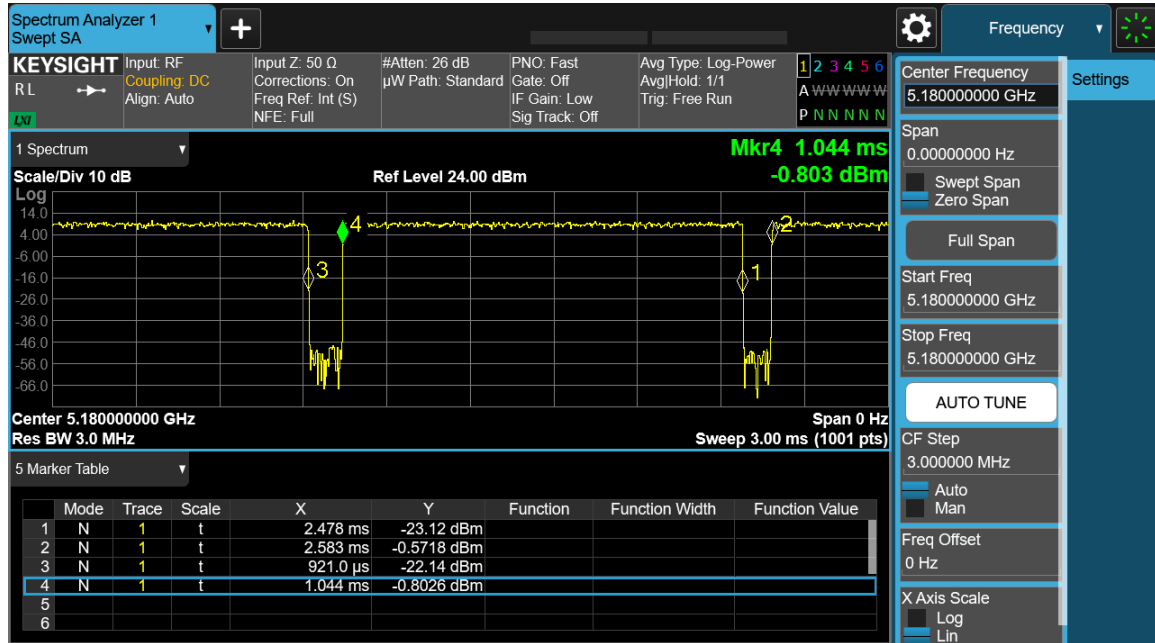 Spectrum Analyzer 1
Swept SA
+
Frequency
KEYSIGHT
R L
LXI
Input: RF
Coupling: DC
Align: Auto
Input Z: 50 Ω
Corrections: On
Freq Ref: Int (S)
NFE: Full
#Atten: 26 dB
µW Path: Standard
PNO: Fast
Gate: Off
IF Gain: Low
Sig Track: Off
Avg Type: Log-Power
Avg|Hold: 1/1
Trig: Free Run
1 2 3 4 5 6
A W W W W W
P N N N N N
1 Spectrum
Mkr4 1.044 ms
Scale/Div 10 dB
Ref Level 24.00 dBm
-0.803 dBm
Log
14.0
4.00
-6.00
-16.0
-26.0
-36.0
-46.0
-56.0
-66.0
4
2
3
1
Center 5.180000000 GHz
Span 0 Hz
Res BW 3.0 MHz
Sweep 3.00 ms (1001 pts)
5 Marker Table
Mode Trace Scale X Y Function Function Width Function Value
1 N 1 t 2.478 ms -23.12 dBm
2 N 1 t 2.583 ms -0.5718 dBm
3 N 1 t 921.0 µs -22.14 dBm
4 N 1 t 1.044 ms -0.8026 dBm
5
6
Center Frequency
5.180000000 GHz
Settings
Span
0.00000000 Hz
Swept Span
Zero Span
Full Span
Start Freq
5.180000000 GHz
Stop Freq
5.180000000 GHz
AUTO TUNE
CF Step
3.000000 MHz
Auto
Man
Freq Offset
0 Hz
X Axis Scale
Log
Lin